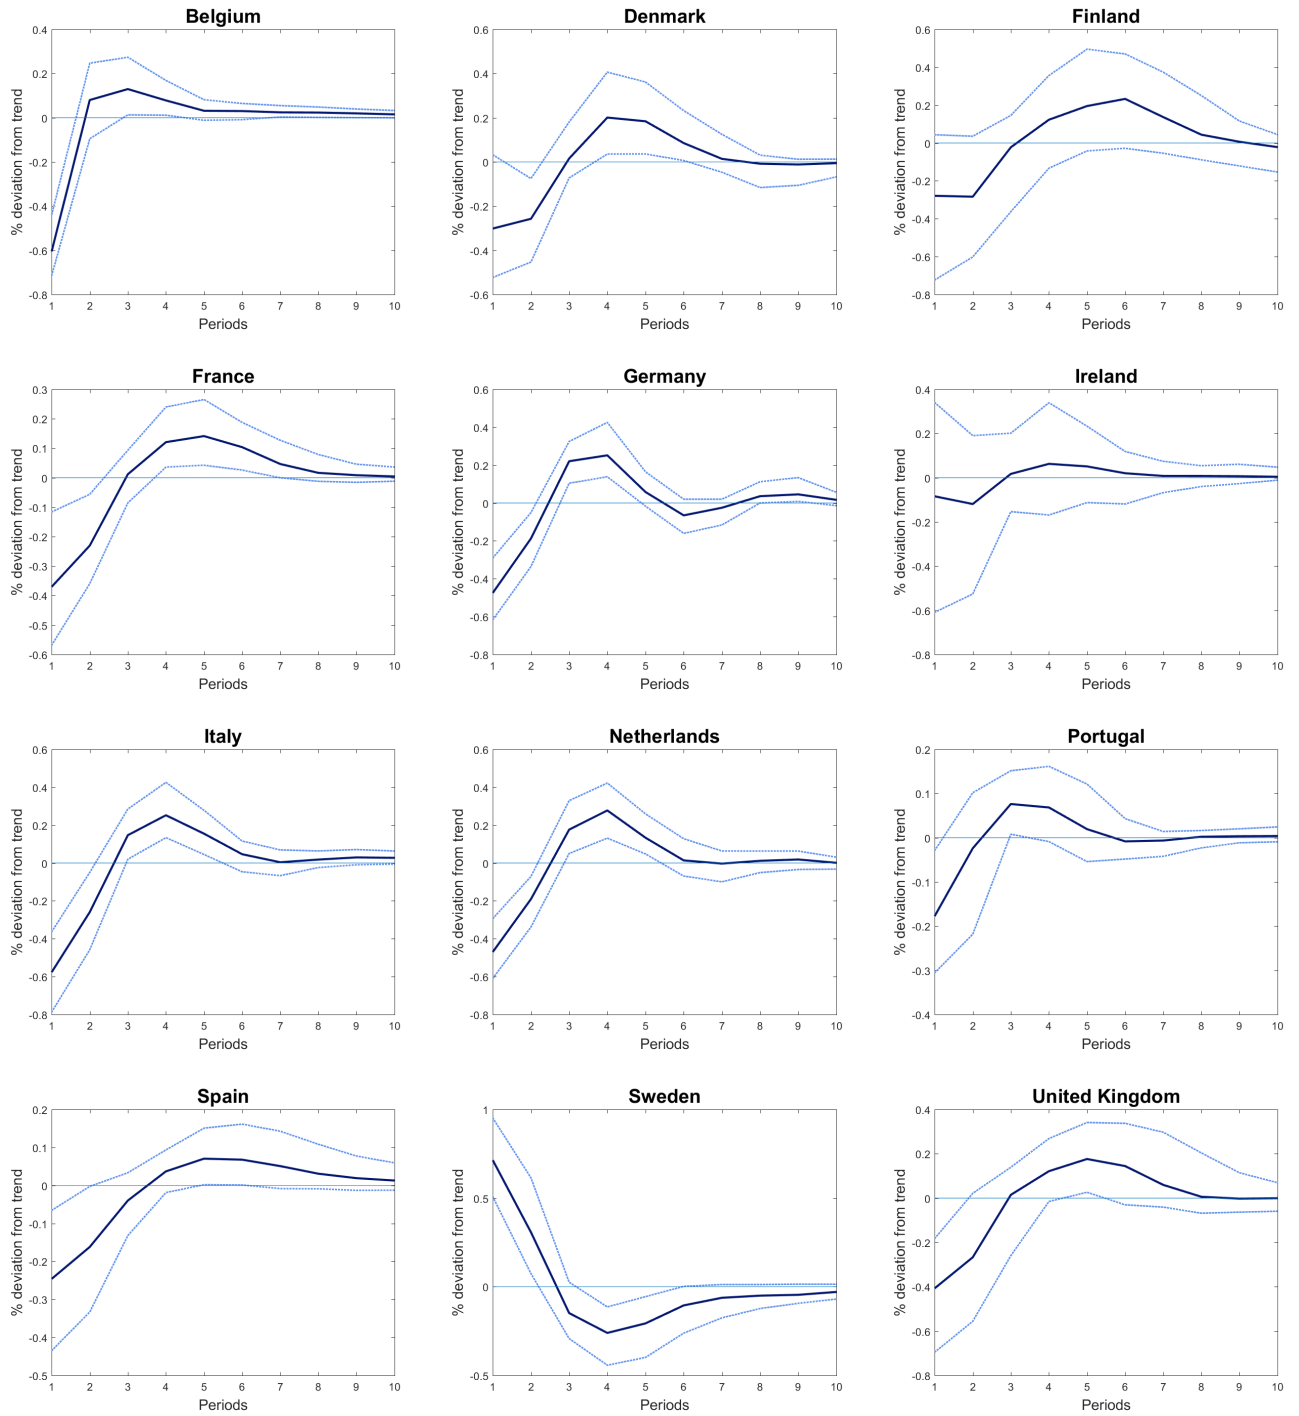 Belgium
% deviation from trend
0.4
0.2
0
-0.2
-0.4
-0.6
-0.8
1 2 3 4 5 6 7 8 9 10
Periods
Denmark
% deviation from trend
0.6
0.4
0.2
0
-0.2
-0.4
-0.6
1 2 3 4 5 6 7 8 9 10
Periods
Finland
% deviation from trend
0.6
0.4
0.2
0
-0.2
-0.4
-0.6
-0.8
1 2 3 4 5 6 7 8 9 10
Periods
France
% deviation from trend
0.3
0.2
0.1
0
-0.1
-0.2
-0.3
-0.4
-0.5
-0.6
1 2 3 4 5 6 7 8 9 10
Periods
Germany
% deviation from trend
0.6
0.4
0.2
0
-0.2
-0.4
-0.6
-0.8
1 2 3 4 5 6 7 8 9 10
Periods
Ireland
% deviation from trend
0.4
0.2
0
-0.2
-0.4
-0.6
-0.8
1 2 3 4 5 6 7 8 9 10
Periods
Italy
% deviation from trend
0.6
0.4
0.2
0
-0.2
-0.4
-0.6
-0.8
1 2 3 4 5 6 7 8 9 10
Periods
Netherlands
% deviation from trend
0.6
0.4
0.2
0
-0.2
-0.4
-0.6
-0.8
1 2 3 4 5 6 7 8 9 10
Periods
Portugal
% deviation from trend
0.2
0.1
0
-0.1
-0.2
-0.3
-0.4
1 2 3 4 5 6 7 8 9 10
Periods
Spain
% deviation from trend
0.2
0.1
0
-0.1
-0.2
-0.3
-0.4
-0.5
1 2 3 4 5 6 7 8 9 10
Periods
Sweden
% deviation from trend
1
0.5
0
-0.5
1 2 3 4 5 6 7 8 9 10
Periods
United Kingdom
% deviation from trend
0.4
0.2
0
-0.2
-0.4
-0.6
-0.8
1 2 3 4 5 6 7 8 9 10
Periods